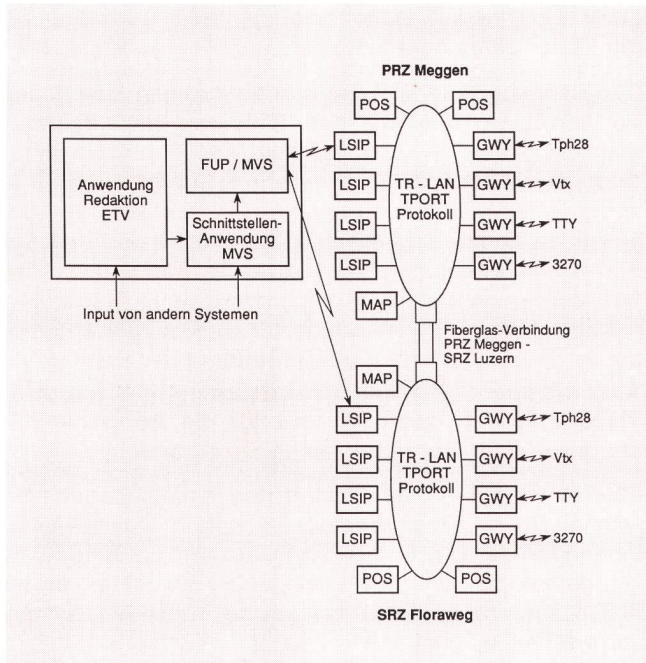 PRZ Meggen
POS
POS
LSIP
GWY
Tph28
FUP / MVS
Anwendung
Redaktion
ETV
LSIP
TR - LAN
TPORT
Protokoll
GWY
Vtx
Schnittstellen-
Anwendung
MVS
LSIP
GWY
TTY
LSIP
GWY
3270
MAP
Input von andern Systemen
Fiberglas-Verbindung
PRZ Meggen -
SRZ Luzern
MAP
LSIP
GWY
Tph28
LSIP
TR - LAN
TPORT
Protokoll
GWY
Vtx
LSIP
GWY
TTY
LSIP
GWY
3270
POS
POS
SRZ Floraweg